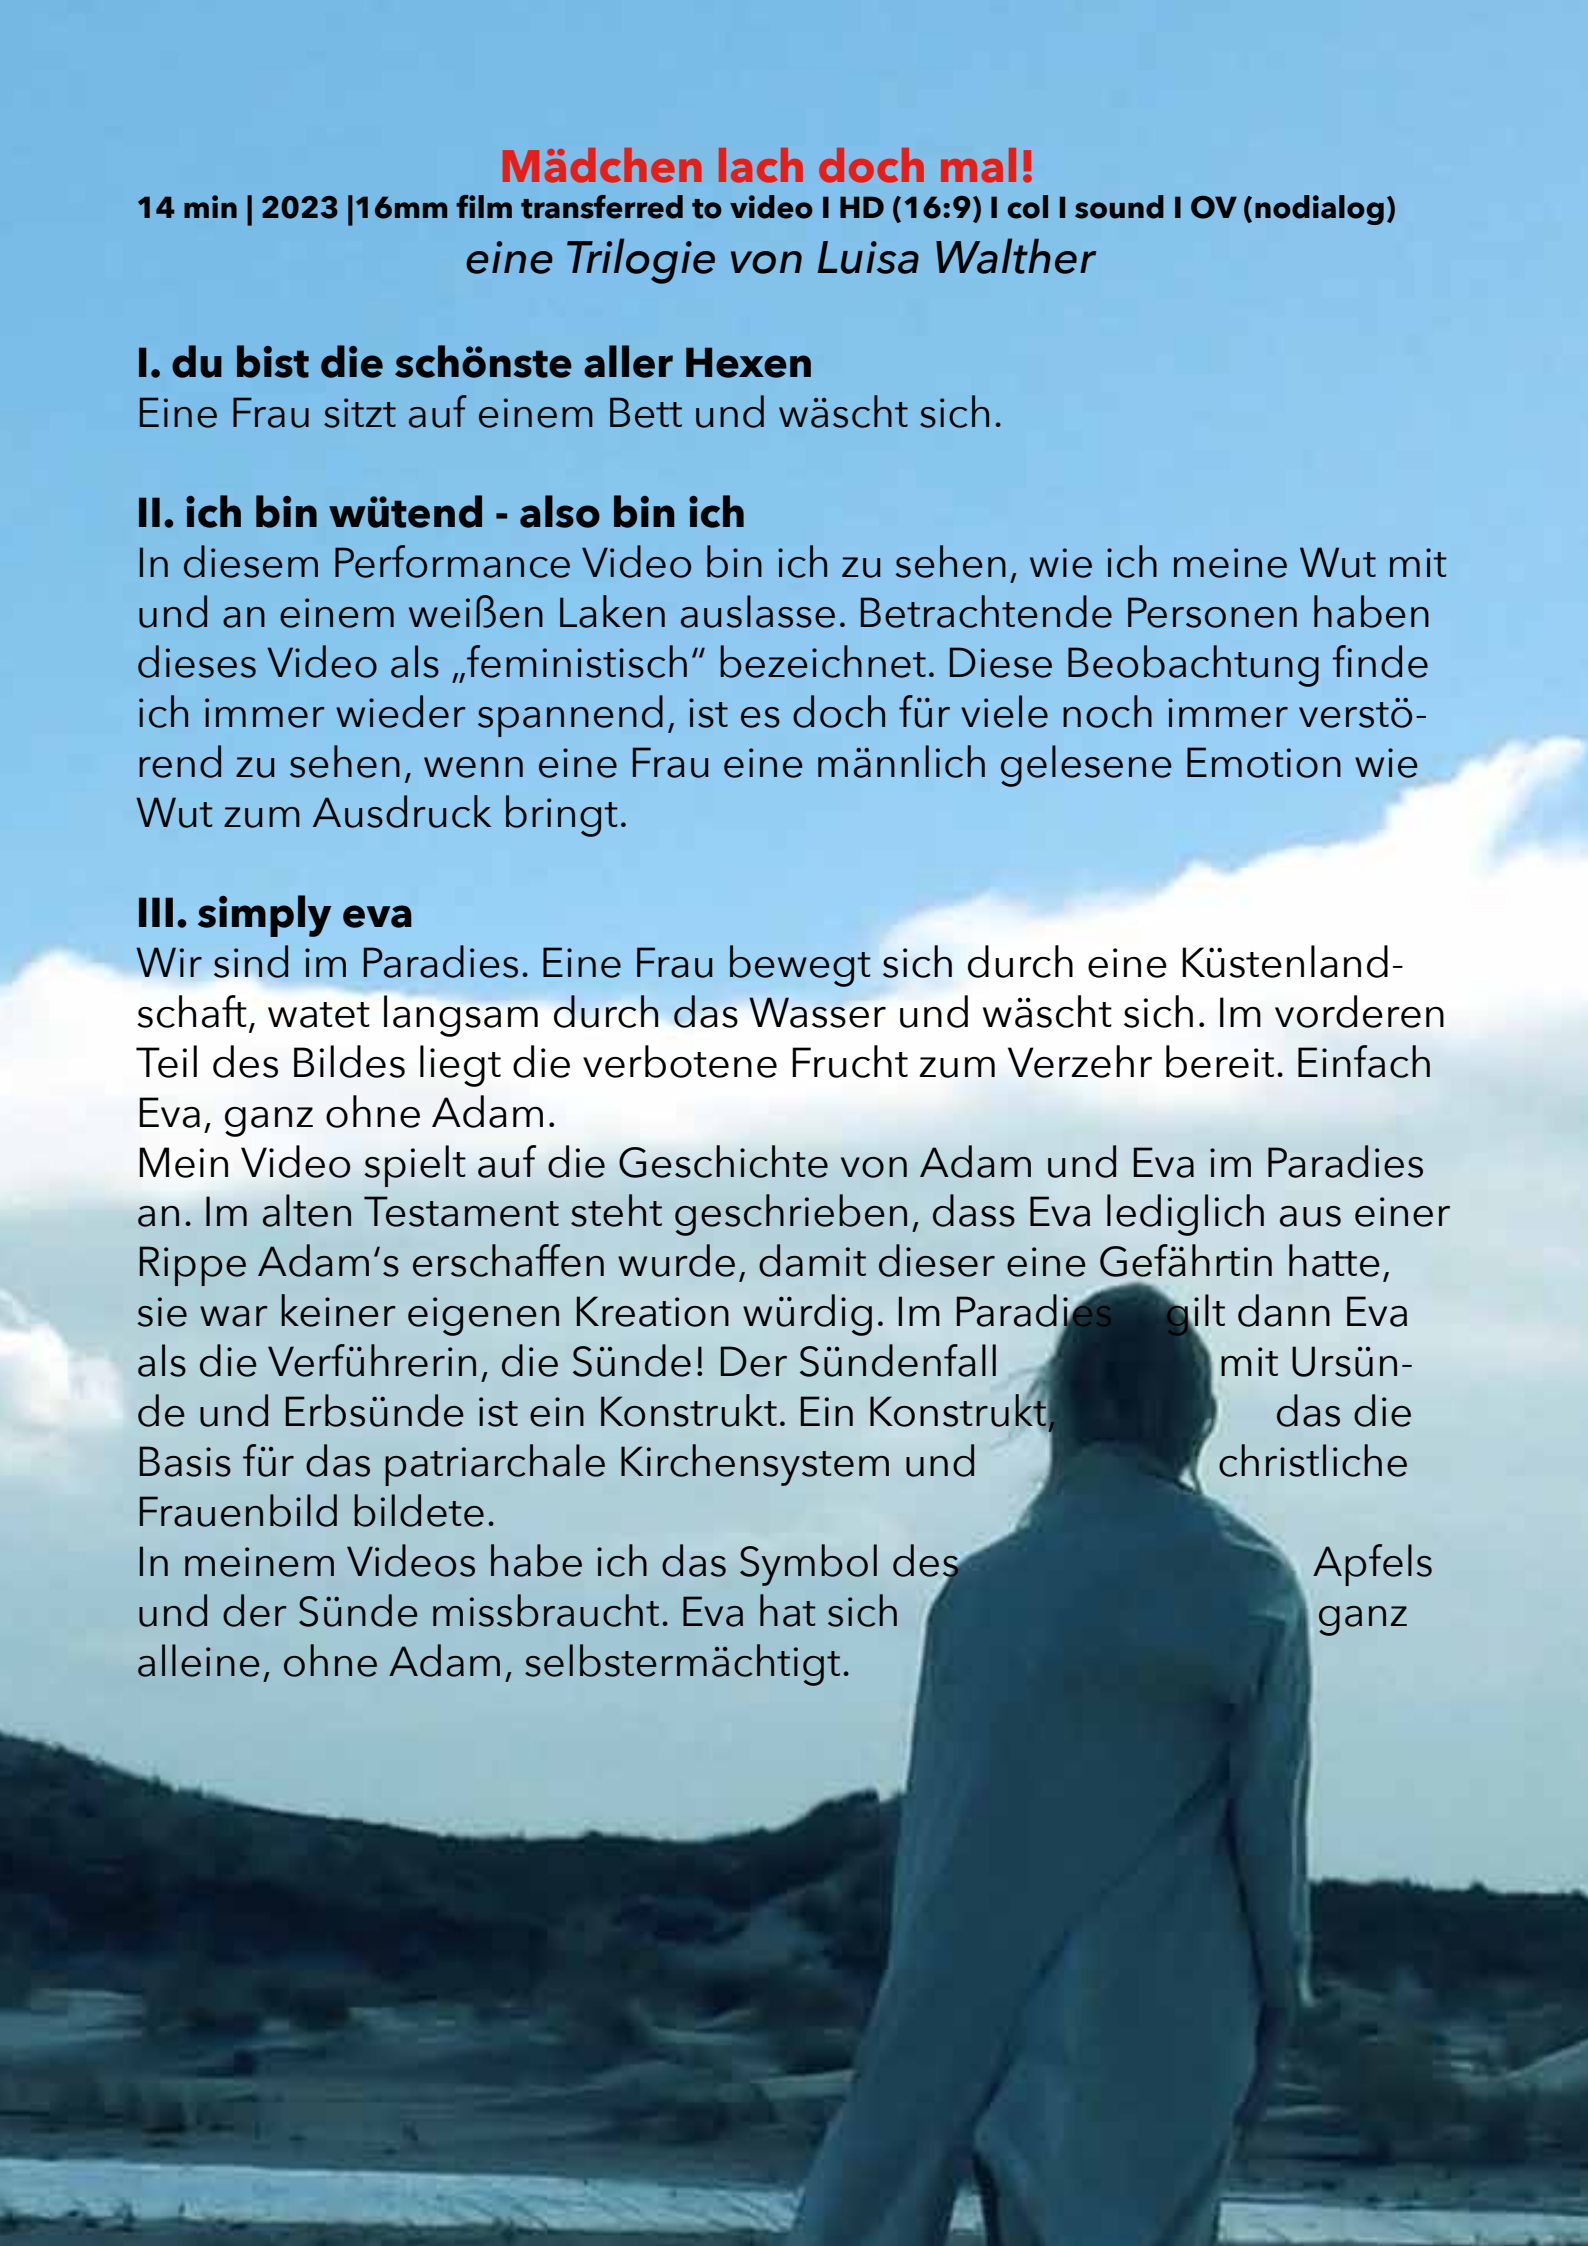 Mädchen lach doch mal!
14 min | 2023 |16mm film transferred to video I HD (16:9) I col I sound I OV (nodialog)
eine Trilogie von Luisa Walther
I. du bist die schönste aller Hexen
Eine Frau sitzt auf einem Bett und wäscht sich.
II. ich bin wütend - also bin ich
In diesem Performance Video bin ich zu sehen, wie ich meine Wut mit
und an einem weißen Laken auslasse. Betrachtende Personen haben
dieses Video als „feministisch“ bezeichnet. Diese Beobachtung finde
ich immer wieder spannend, ist es doch für viele noch immer verstö-
rend zu sehen, wenn eine Frau eine männlich gelesene Emotion wie
Wut zum Ausdruck bringt.
III. simply eva
Wir sind im Paradies. Eine Frau bewegt sich durch eine Küstenland-
schaft, watet langsam durch das Wasser und wäscht sich. Im vorderen
Teil des Bildes liegt die verbotene Frucht zum Verzehr bereit. Einfach
Eva, ganz ohne Adam.
Mein Video spielt auf die Geschichte von Adam und Eva im Paradies
an. Im alten Testament steht geschrieben, dass Eva lediglich aus einer
Rippe Adam‘s erschaffen wurde, damit dieser eine Gefährtin hatte,
sie war keiner eigenen Kreation würdig. Im Paradies gilt dann Eva
als die Verführerin, die Sünde! Der Sündenfall mit Ursün-
de und Erbsünde ist ein Konstrukt. Ein Konstrukt, das die
Basis für das patriarchale Kirchensystem und christliche
Frauenbild bildete.
In meinem Videos habe ich das Symbol des Apfels
und der Sünde missbraucht. Eva hat sich ganz
alleine, ohne Adam, selbstermächtigt.